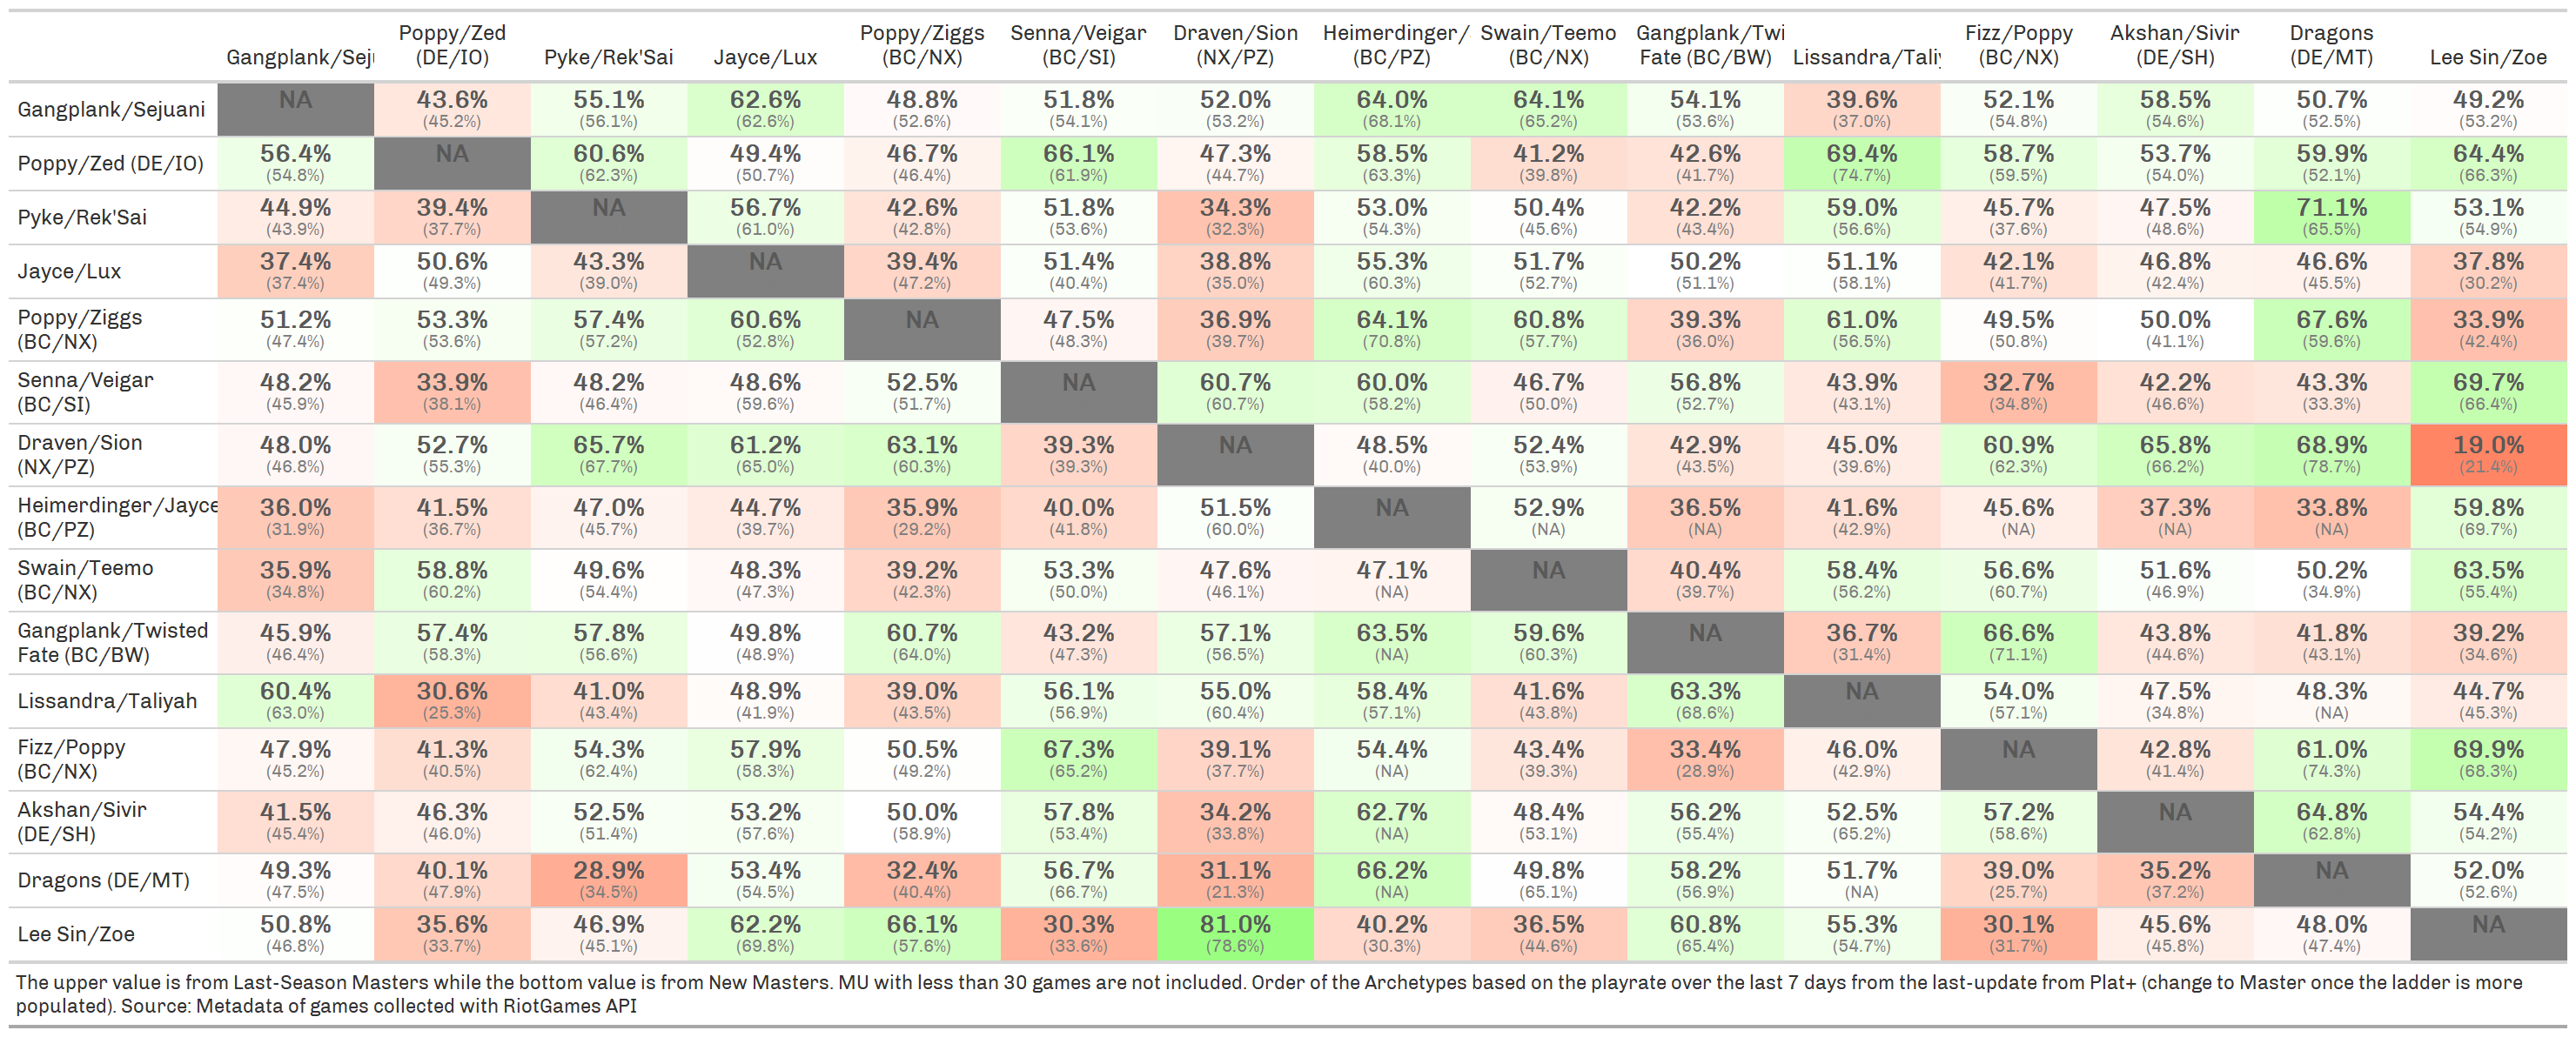 Gangplank/Sej Poppy/Zed (DE/IO) Pyke/Rek'Sai Jayce/Lux Poppy/Ziggs (BC/NX) Senna/Veigar (BC/SI) Draven/Sion (NX/PZ) Heimerdinger/ (BC/PZ) Swain/Teemo (BC/NX) Gangplank/Twi Fate (BC/BW) Lissandra/Tali Fizz/Poppy (BC/NX) Akshan/Sivir (DE/SH) Dragons (DE/MT) Lee Sin/Zoe
Gangplank/Sejuani NA 43.6% 55.1% 62.6% 48.8% 51.8% 52.0% 64.0% 64.1% 54.1% 39.6% 52.1% 58.5% 50.7% 49.2%
(45.2%) (56.1%) (62.6%) (52.6%) (54.1%) (53.2%) (68.1%) (65.2%) (53.6%) (37.0%) (54.8%) (54.6%) (52.5%) (53.2%)
Poppy/Zed (DE/IO) 56.4% NA 60.6% 49.4% 46.7% 66.1% 47.3% 58.5% 41.2% 42.6% 69.4% 58.7% 53.7% 59.9% 64.4%
(54.8%) (62.3%) (50.7%) (46.4%) (61.9%) (44.7%) (63.3%) (39.8%) (41.7%) (74.7%) (59.5%) (54.0%) (52.1%) (66.3%)
Pyke/Rek'Sai 44.9% 39.4% NA 56.7% 42.6% 51.8% 34.3% 53.0% 50.4% 42.2% 59.0% 45.7% 47.5% 71.1% 53.1%
(43.9%) (37.7%) (61.0%) (42.8%) (53.6%) (32.3%) (54.3%) (45.6%) (43.4%) (56.6%) (37.6%) (48.6%) (65.5%) (54.9%)
Jayce/Lux 37.4% 50.6% 43.3% NA 39.4% 51.4% 38.8% 55.3% 51.7% 50.2% 51.1% 42.1% 46.8% 46.6% 37.8%
(37.4%) (49.3%) (39.0%) (47.2%) (40.4%) (35.0%) (60.3%) (52.7%) (51.1%) (58.1%) (41.7%) (42.4%) (45.5%) (30.2%)
Poppy/Ziggs 51.2% 53.3% 57.4% 60.6% NA 47.5% 36.9% 64.1% 60.8% 39.3% 61.0% 49.5% 50.0% 67.6% 33.9%
(BC/NX) (47.4%) (53.6%) (57.2%) (52.8%) (48.3%) (39.7%) (70.8%) (57.7%) (36.0%) (56.5%) (50.8%) (41.1%) (59.6%) (42.4%)
Senna/Veigar 48.2% 33.9% 48.2% 48.6% 52.5% NA 60.7% 60.0% 46.7% 56.8% 43.9% 32.7% 42.2% 43.3% 69.7%
(BC/SI) (45.9%) (38.1%) (46.4%) (59.6%) (51.7%) (60.7%) (58.2%) (50.0%) (52.7%) (43.1%) (34.8%) (46.6%) (33.3%) (66.4%)
Draven/Sion 48.0% 52.7% 65.7% 61.2% 63.1% 39.3% NA 48.5% 52.4% 42.9% 45.0% 60.9% 65.8% 68.9% 19.0%
(NX/PZ) (46.8%) (55.3%) (67.7%) (65.0%) (60.3%) (39.3%) (40.0%) (53.9%) (43.5%) (39.6%) (62.3%) (66.2%) (78.7%) (21.4%)
Heimerdinger/Jayce 36.0% 41.5% 47.0% 44.7% 35.9% 40.0% 51.5% NA 52.9% 36.5% 41.6% 45.6% 37.3% 33.8% 59.8%
(BC/PZ) (31.9%) (36.7%) (45.7%) (39.7%) (29.2%) (41.8%) (60.0%) (NA) (NA) (42.9%) (NA) (NA) (NA) (69.7%)
Swain/Teemo 35.9% 58.8% 49.6% 48.3% 39.2% 53.3% 47.6% 47.1% NA 40.4% 58.4% 56.6% 51.6% 50.2% 63.5%
(BC/NX) (34.8%) (60.2%) (54.4%) (47.3%) (42.3%) (50.0%) (46.1%) (NA) (39.7%) (56.2%) (60.7%) (46.9%) (34.9%) (55.4%)
Gangplank/Twisted 45.9% 57.4% 57.8% 49.8% 60.7% 43.2% 57.1% 63.5% 59.6% NA 36.7% 66.6% 43.8% 41.8% 39.2%
Fate (BC/BW) (46.4%) (58.3%) (56.6%) (48.9%) (64.0%) (47.3%) (56.5%) (NA) (60.3%) (31.4%) (71.1%) (44.6%) (43.1%) (34.6%)
Lissandra/Taliyah 60.4% 30.6% 41.0% 48.9% 39.0% 56.1% 55.0% 58.4% 41.6% 63.3% NA 54.0% 47.5% 48.3% 44.7%
(63.0%) (25.3%) (43.4%) (41.9%) (43.5%) (56.9%) (60.4%) (57.1%) (43.8%) (68.6%) (57.1%) (34.8%) (NA) (45.3%)
Fizz/Poppy 47.9% 41.3% 54.3% 57.9% 50.5% 67.3% 39.1% 54.4% 43.4% 33.4% 46.0% NA 42.8% 61.0% 69.9%
(BC/NX) (45.2%) (40.5%) (62.4%) (58.3%) (49.2%) (65.2%) (37.7%) (NA) (39.3%) (28.9%) (42.9%) (41.4%) (74.3%) (68.3%)
Akshan/Sivir 41.5% 46.3% 52.5% 53.2% 50.0% 57.8% 34.2% 62.7% 48.4% 56.2% 52.5% 57.2% NA 64.8% 54.4%
(DE/SH) (45.4%) (46.0%) (51.4%) (57.6%) (58.9%) (53.4%) (33.8%) (NA) (53.1%) (55.4%) (65.2%) (58.6%) (62.8%) (54.2%)
Dragons (DE/MT) 49.3% 40.1% 28.9% 53.4% 32.4% 56.7% 31.1% 66.2% 49.8% 58.2% 51.7% 39.0% 35.2% NA 52.0%
(47.5%) (47.9%) (34.5%) (54.5%) (40.4%) (66.7%) (21.3%) (NA) (65.1%) (56.9%) (NA) (25.7%) (37.2%) (52.6%)
Lee Sin/Zoe 50.8% 35.6% 46.9% 62.2% 66.1% 30.3% 81.0% 40.2% 36.5% 60.8% 55.3% 30.1% 45.6% 48.0% NA
(46.8%) (33.7%) (45.1%) (69.8%) (57.6%) (33.6%) (78.6%) (30.3%) (44.6%) (65.4%) (54.7%) (31.7%) (45.8%) (47.4%)
The upper value is from Last-Season Masters while the bottom value is from New Masters. MU with less than 30 games are not included. Order of the Archetypes based on the playrate over the last 7 days from the last-update from Plat+ (change to Master once the ladder is more
populated). Source: Metadata of games collected with RiotGames API